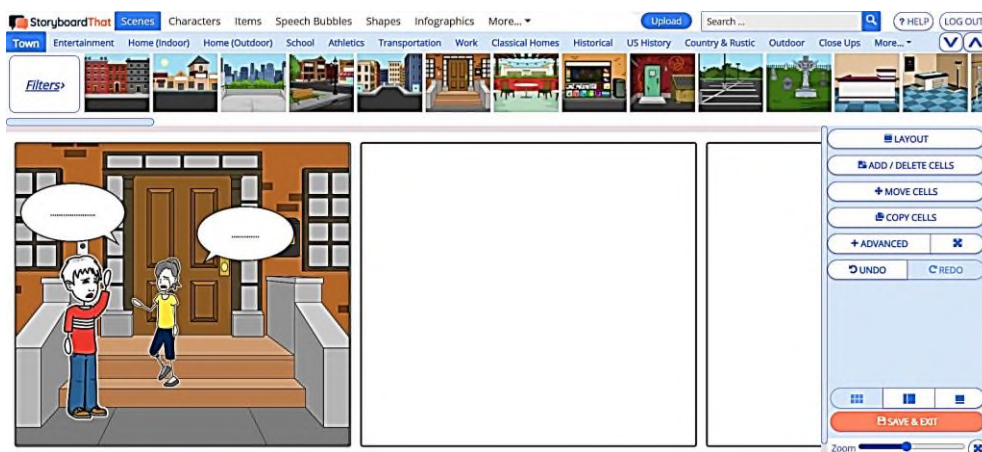 StoryboardThat Scenes Characters Items Speech Bubbles Shapes Infographics More... Upload Search ... ? HELP LOG OUT
Town Entertainment Home (Indoor) Home (Outdoor) School Athletics Transportation Work Classical Homes Historical US History Country & Rustic Outdoor Close Ups More...
Filters›
LAYOUT
ADD / DELETE CELLS
MOVE CELLS
COPY CELLS
+ ADVANCED
UNDO REDO
SAVE & EXIT
Zoom